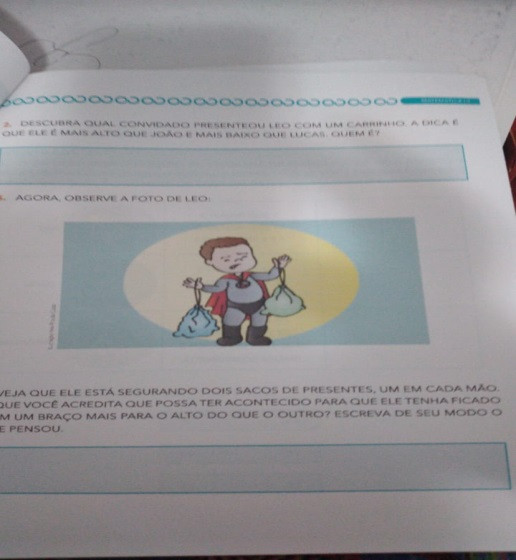 2. DESCUBRA QUAL CONVIDADO PRESENTEOU LEO COM UM CARRINHO. A DICA É
QUE ELE É MAIS ALTO QUE JOÃO E MAIS BAIXO QUE LUCAS. QUEM É?
AGORA, OBSERVE A FOTO DE LEO:
VEJA QUE ELE ESTÁ SEGURANDO DOIS SACOS DE PRESENTES, UM EM CADA MÃO.
QUE VOCÊ ACREDITA QUE POSSA TER ACONTECIDO PARA QUE ELE TENHA FICADO
M UM BRAÇO MAIS PARA O ALTO DO QUE O OUTRO? ESCREVA DE SEU MODO O
E PENSOU.